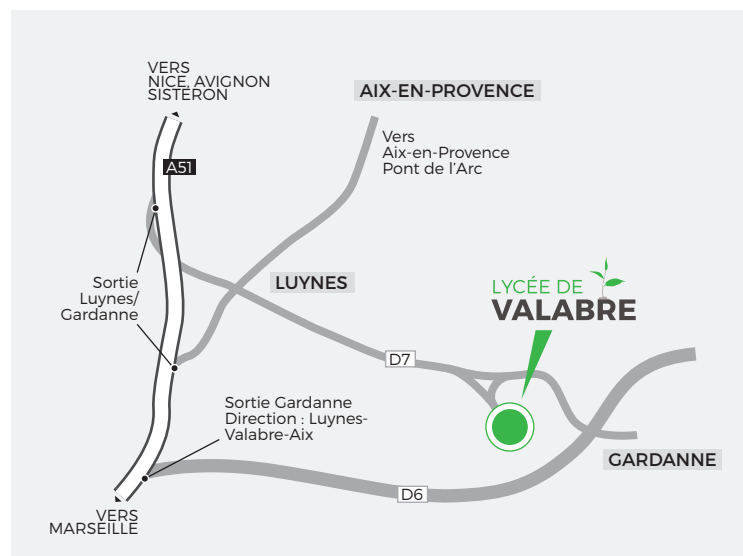 VERS
NICE, AVIGNON
SISTERON
AIX-EN-PROVENCE
Vers
Aix-en-Provence
Pont de l'Arc
A51
Sortie
Luynes/
Gardanne
LUYNES
LYCÉE DE
VALABRE
D7
Sortie Gardanne
Direction : Luynes-
Valabre-Aix
GARDANNE
D6
VERS
MARSEILLE